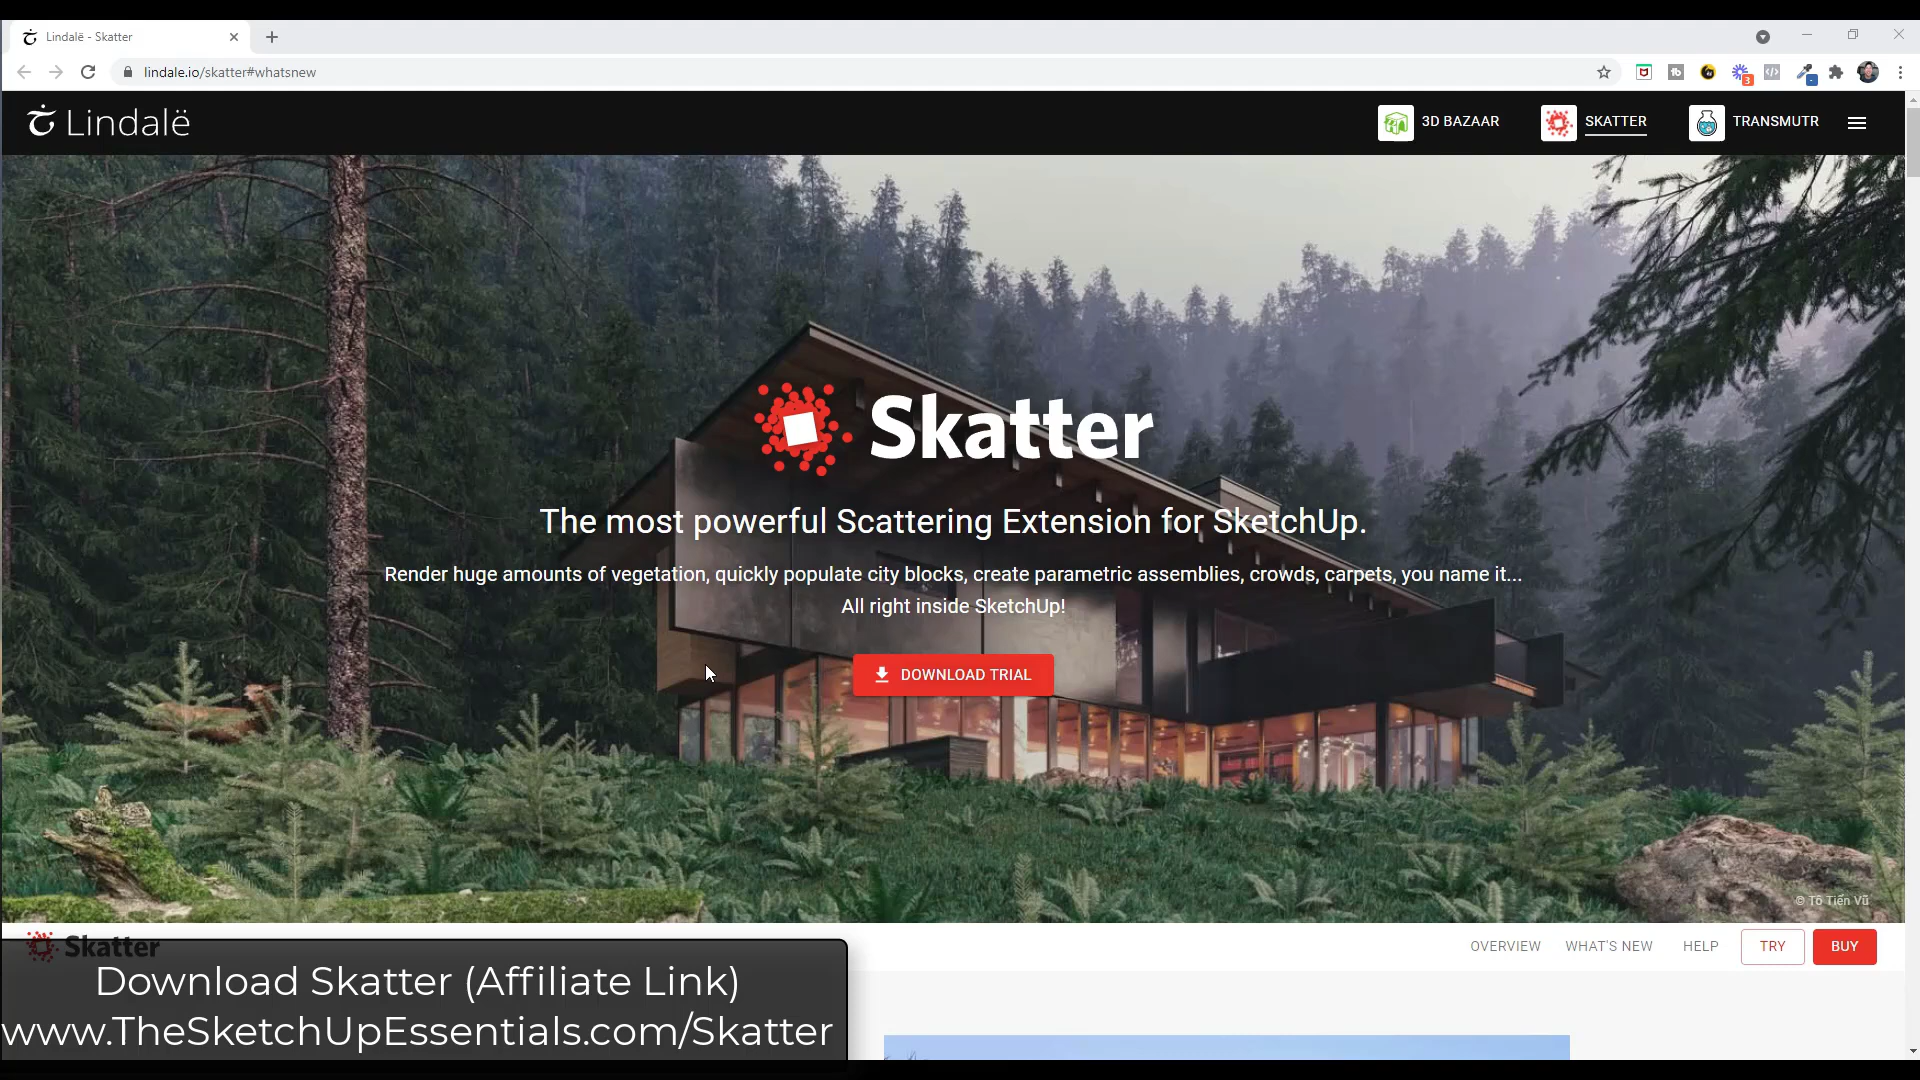 Lindalë - Skatter
lindale.io/skatter#whatsnew
3
Lindalë
3D BAZAAR
SKATTER
TRANSMUTR
Skatter
The most powerful Scattering Extension for SketchUp.
Render huge amounts of vegetation, quickly populate city blocks, create parametric assemblies, crowds, carpets, you name it...
All right inside SketchUp!
DOWNLOAD TRIAL
© Tô Tiến Vũ
Skatter
OVERVIEW
WHAT'S NEW
HELP
TRY
BUY
Download Skatter (Affiliate Link)
www.TheSketchUpEssentials.com/Skatter